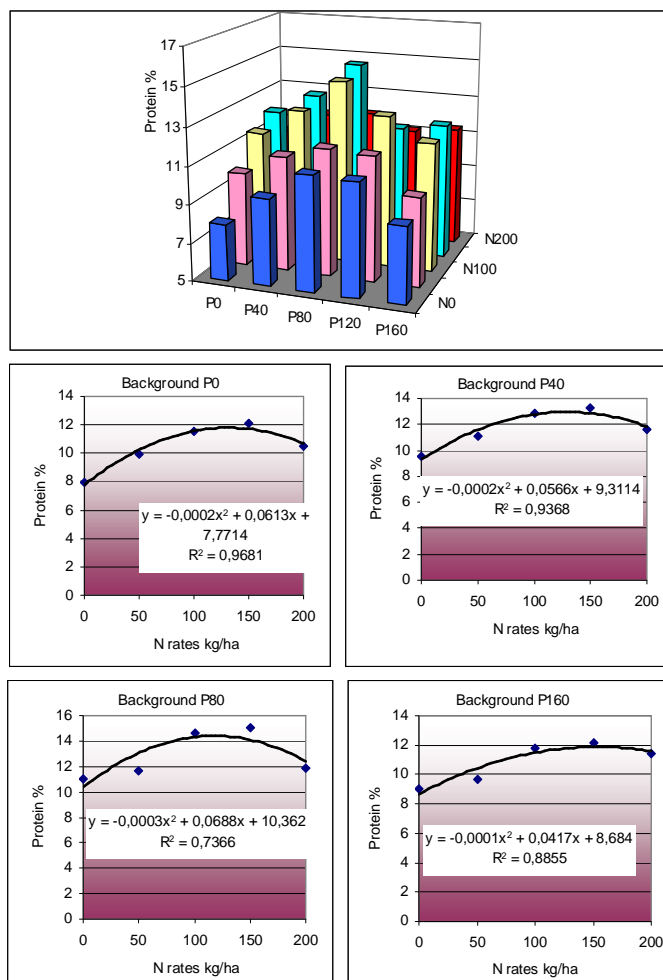 17
15
13
11
9
7
5
Protein %
P0
P40
P80
P120
P160
N0
N100
N200
Background P0
14
12
10
8
6
4
2
0
Protein %
y = -0,0002x² + 0,0613x +
7,7714
R² = 0,9681
0 50 100 150 200
N rates kg/ha
Background P40
14
12
10
8
6
4
2
0
Protein %
y = -0,0002x² + 0,0566x + 9,3114
R² = 0,9368
0 50 100 150 200
N rates kg/ha
Background P80
16
14
12
10
8
6
4
2
0
Protein %
y = -0,0003x² + 0,0688x + 10,362
R² = 0,7366
0 50 100 150 200
N rates kg/ha
Background P160
14
12
10
8
6
4
2
0
Protein %
y = -0,0001x² + 0,0417x + 8,684
R² = 0,8855
0 50 100 150 200
N rates kg/ha